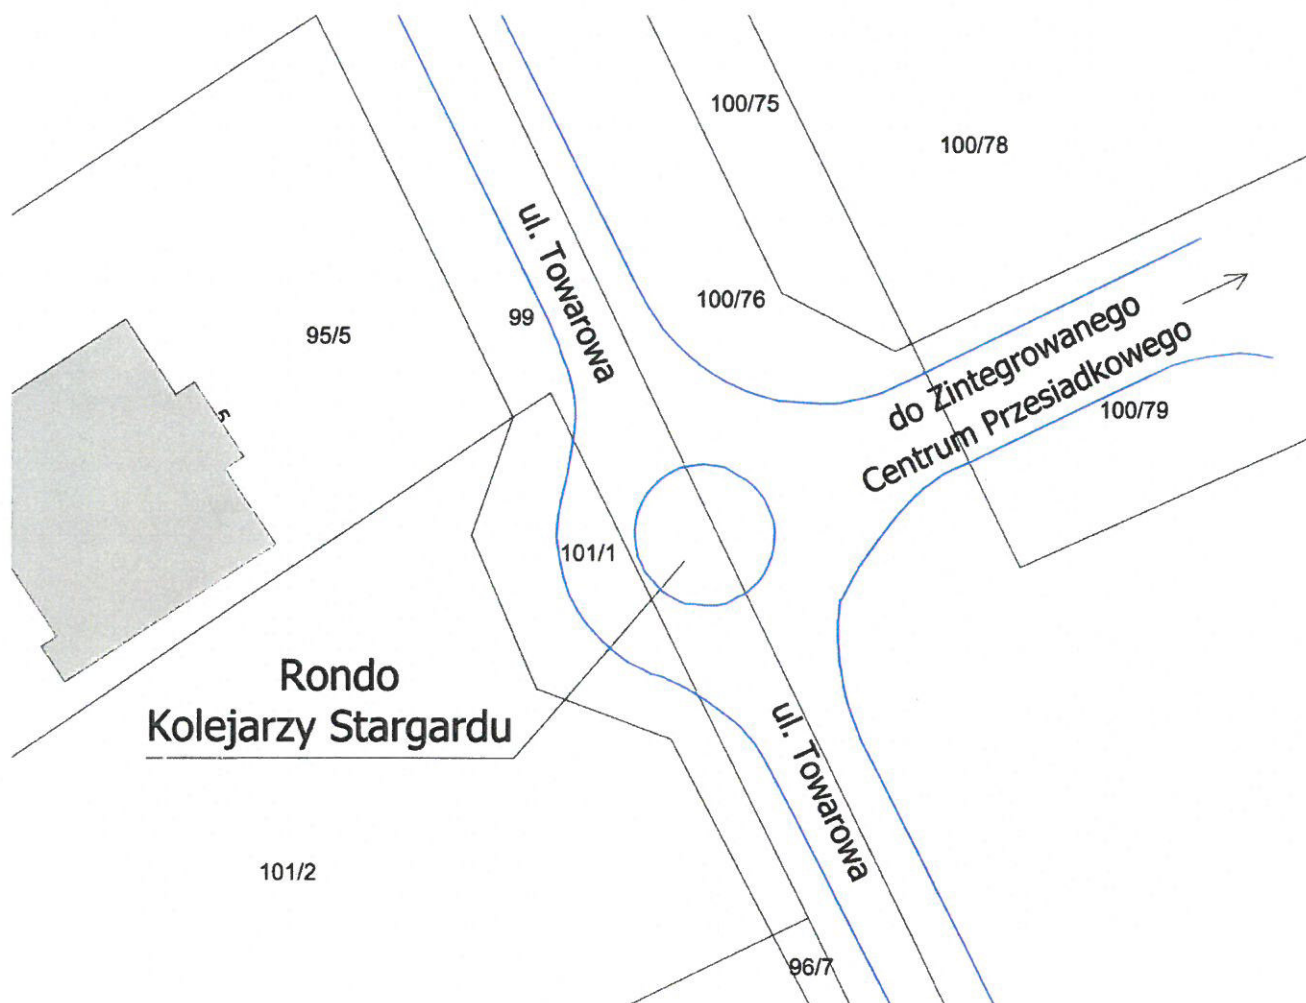 100/75
100/78
ul. Towarowa
100/76
99
95/5
do Zintegrowanego
Centrum Przesiadkowego
100/79
5
101/1
Rondo
Kolejarzy Stargardu
ul. Towarowa
101/2
96/7